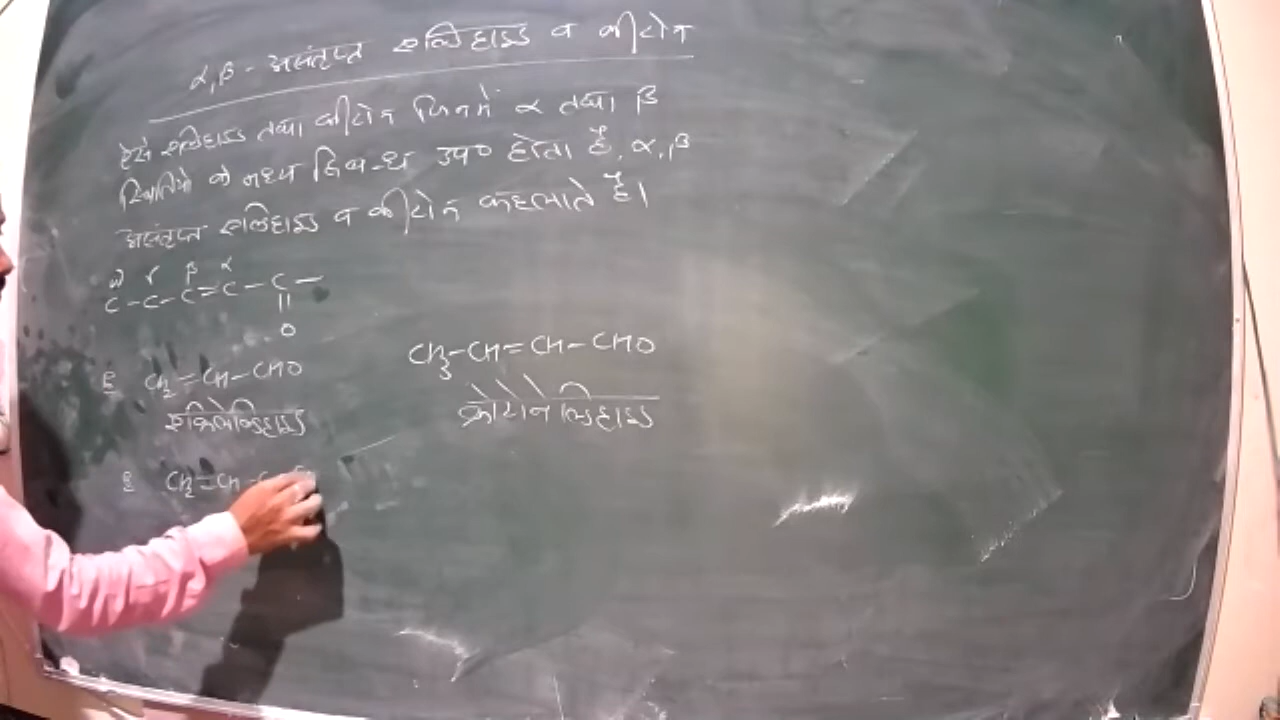 α,β - असंतृप्त एल्डिहाइड व कीटोन
ऐसे एल्डिहाइड तथा कीटोन जिनमें α तथा β
स्थितियों के मध्य द्विबन्ध उप० होता है, α,β
असंतृप्त एल्डिहाइड व कीटोन कहलाते है।
ω γ β α
C-C-C=C-C-
||
O
CH2=CH-CHO
एक्रिलेल्डिहाइड
CH3-CH=CH-CHO
क्रोटोनेल्डिहाइड
CH2=CH-